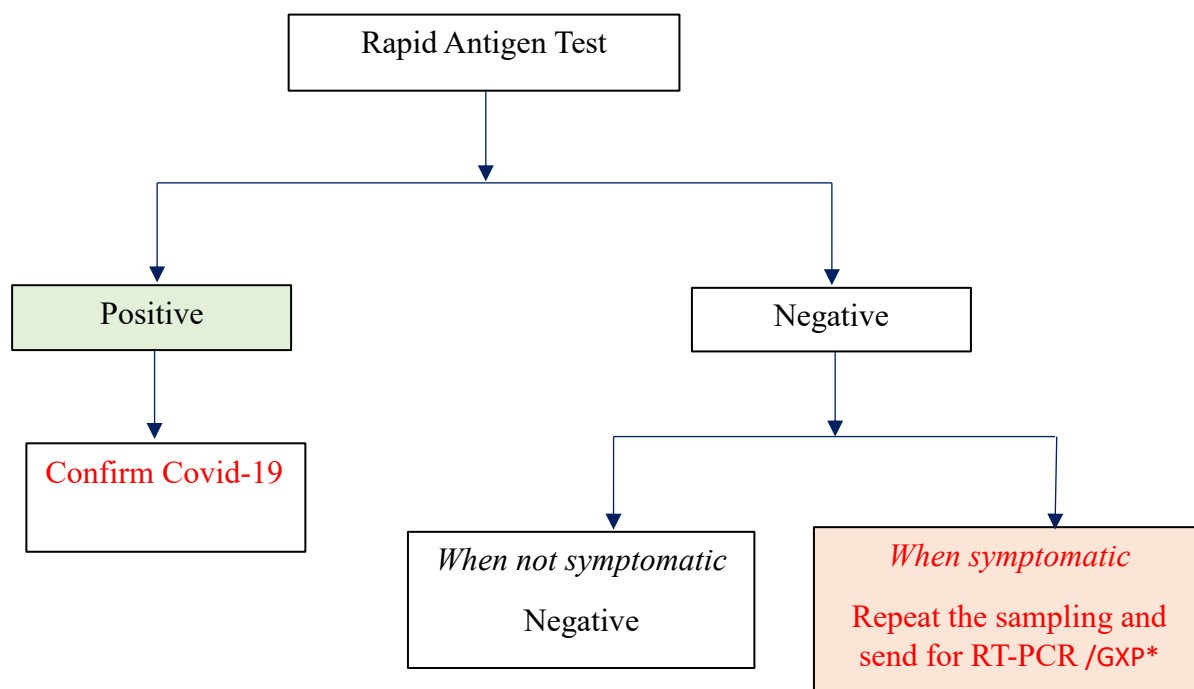 Rapid Antigen Test
Positive
Negative
Confirm Covid-19
When not symptomatic
Negative
When symptomatic
Repeat the sampling and
send for RT-PCR /GXP*